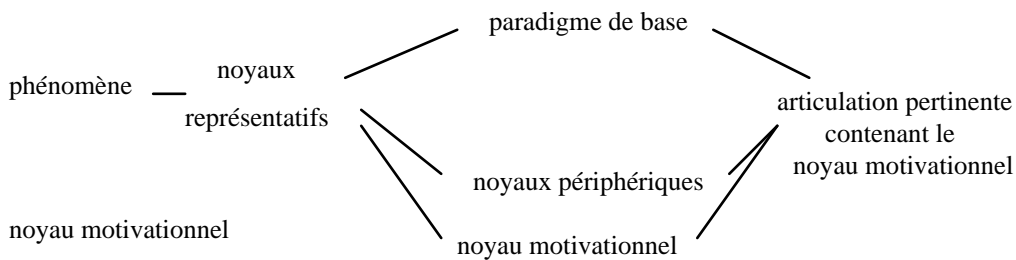 paradigme de base
phénomène
noyaux
représentatifs
articulation pertinente
contenant le
noyau motivationnel
noyaux périphériques
noyau motivationnel
noyau motivationnel